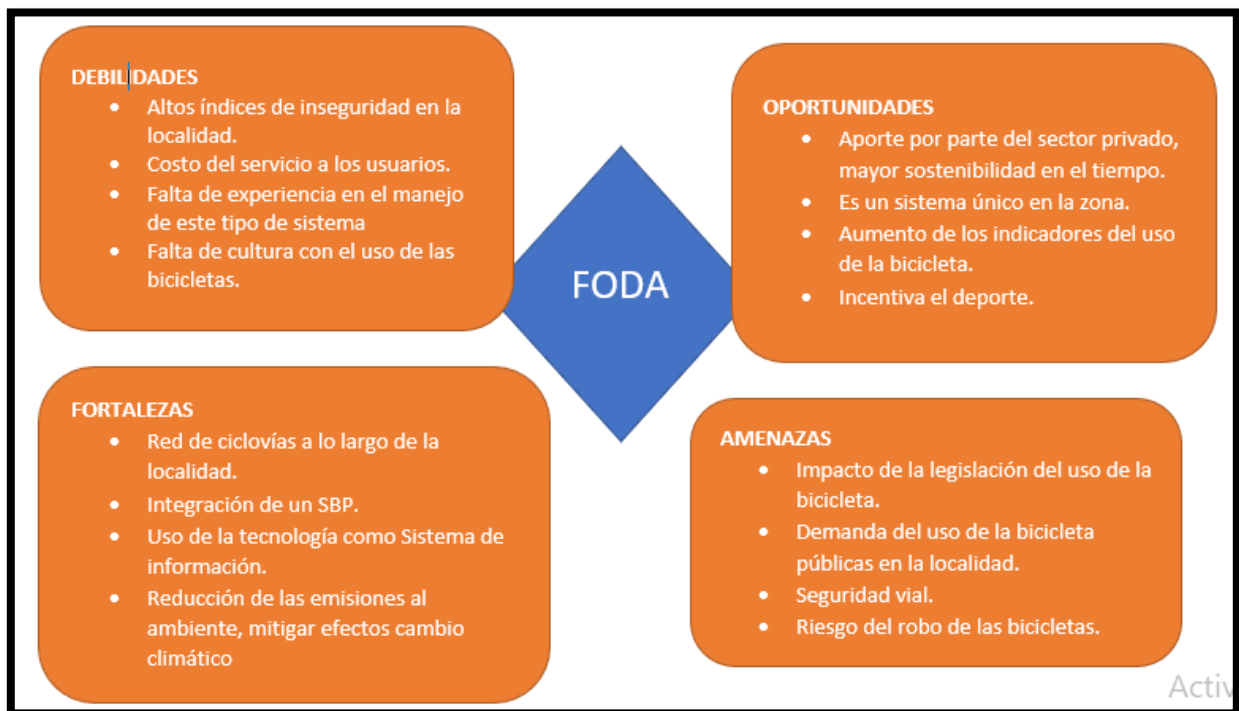 DEBILIDADES
• Altos índices de inseguridad en la
localidad.
• Costo del servicio a los usuarios.
• Falta de experiencia en el manejo
de este tipo de sistema
• Falta de cultura con el uso de las
bicicletas.
OPORTUNIDADES
• Aporte por parte del sector privado,
mayor sostenibilidad en el tiempo.
• Es un sistema único en la zona.
• Aumento de los indicadores del uso
de la bicicleta.
• Incentiva el deporte.
FODA
FORTALEZAS
• Red de ciclovías a lo largo de la
localidad.
• Integración de un SBP.
• Uso de la tecnología como Sistema de
información.
• Reducción de las emisiones al
ambiente, mitigar efectos cambio
climático
AMENAZAS
• Impacto de la legislación del uso de la
bicicleta.
• Demanda del uso de la bicicleta
públicas en la localidad.
• Seguridad vial.
• Riesgo del robo de las bicicletas.
Activ